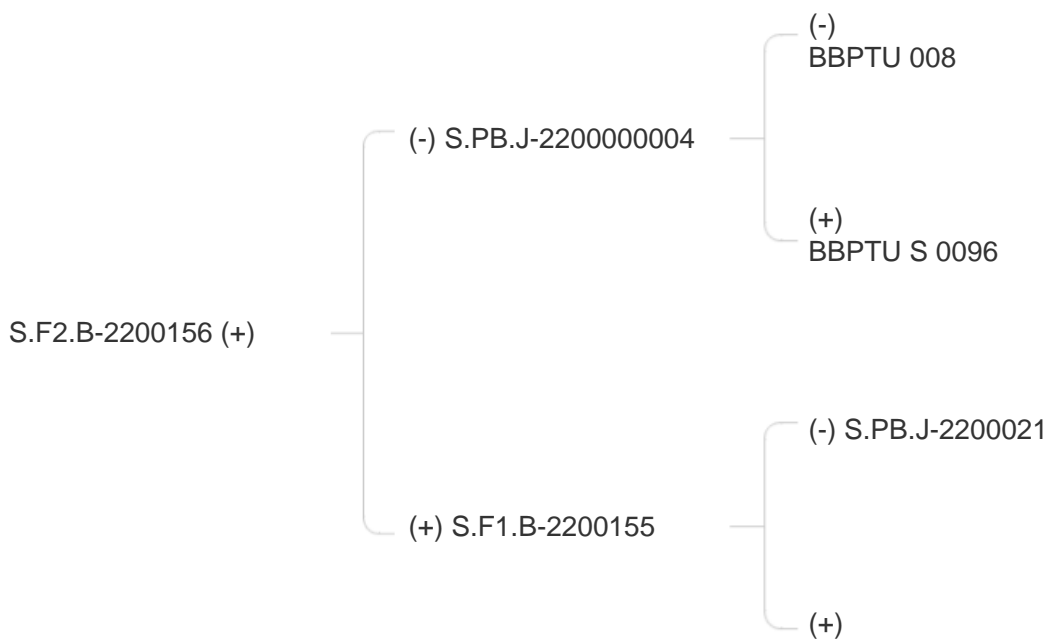 (-)
BBPTU 008
(-) S.PB.J-2200000004
(+)
BBPTU S 0096
S.F2.B-2200156 (+)
(-) S.PB.J-2200021
(+) S.F1.B-2200155
(+)